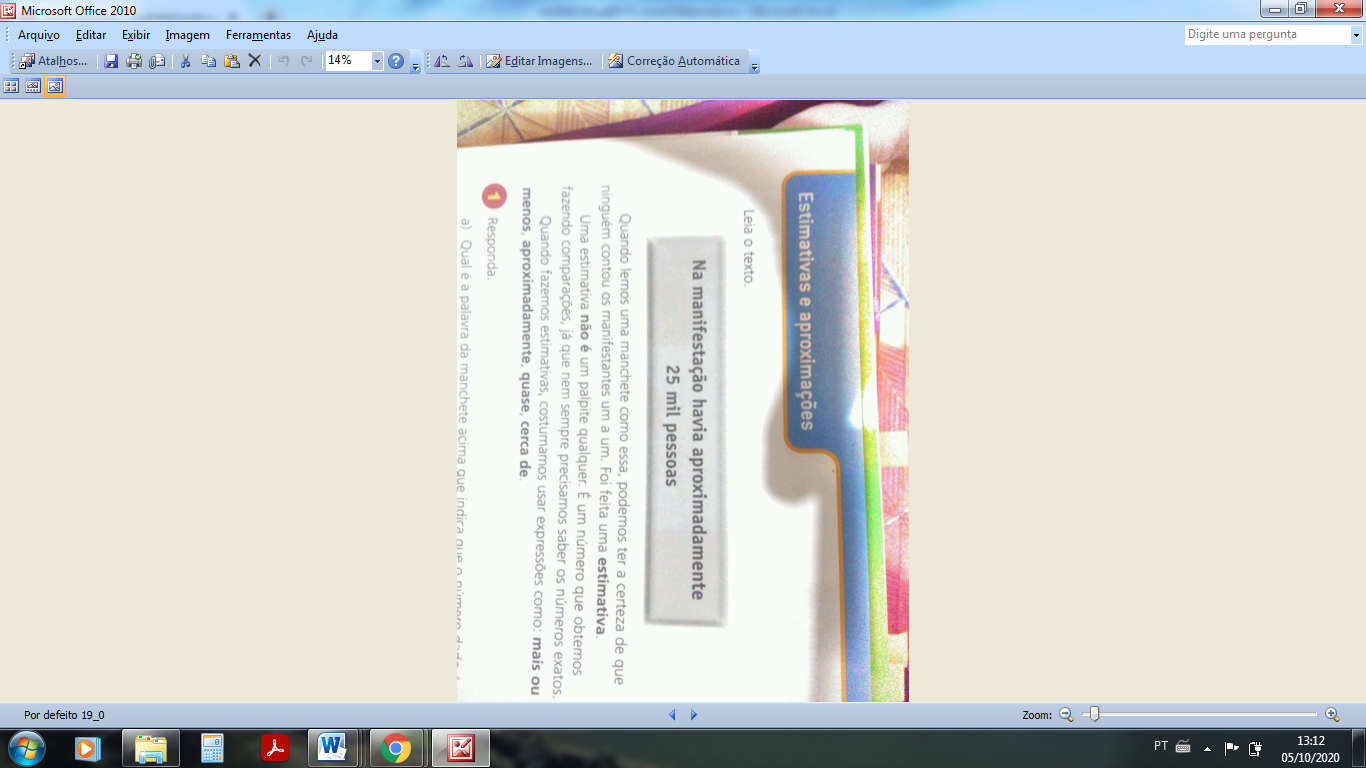 Microsoft Office 2010
Arquivo Editar Exibir Imagem Ferramentas Ajuda
Digite uma pergunta
Atalhos... 14% Editar Imagens... Correção Automática
Estimativas e aproximações
Leia o texto.
Na manifestação havia aproximadamente
25 mil pessoas
Quando lemos uma manchete como essa, podemos ter a certeza de que
ninguém contou os manifestantes um a um. Foi feita uma estimativa.
Uma estimativa não é um palpite qualquer. É um número que obtemos
fazendo comparações, já que nem sempre precisamos saber os números exatos.
Quando fazemos estimativas, costumamos usar expressões como: mais ou
menos, aproximadamente, quase, cerca de.
1 Responda.
a) Qual é a palavra da manchete acima que indica que o número
Por defeito 19_0
Zoom:
PT
13:12
05/10/2020